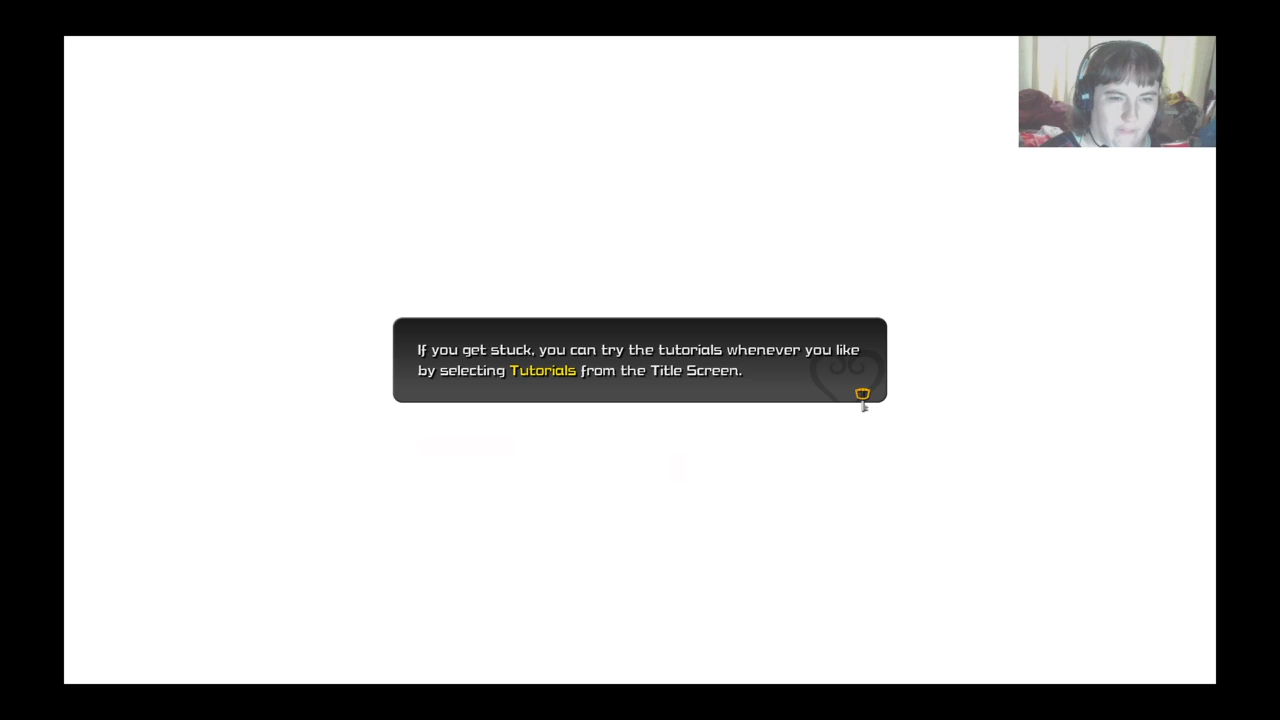 If you get stuck, you can try the tutorials whenever you like
by selecting Tutorials from the Title Screen.